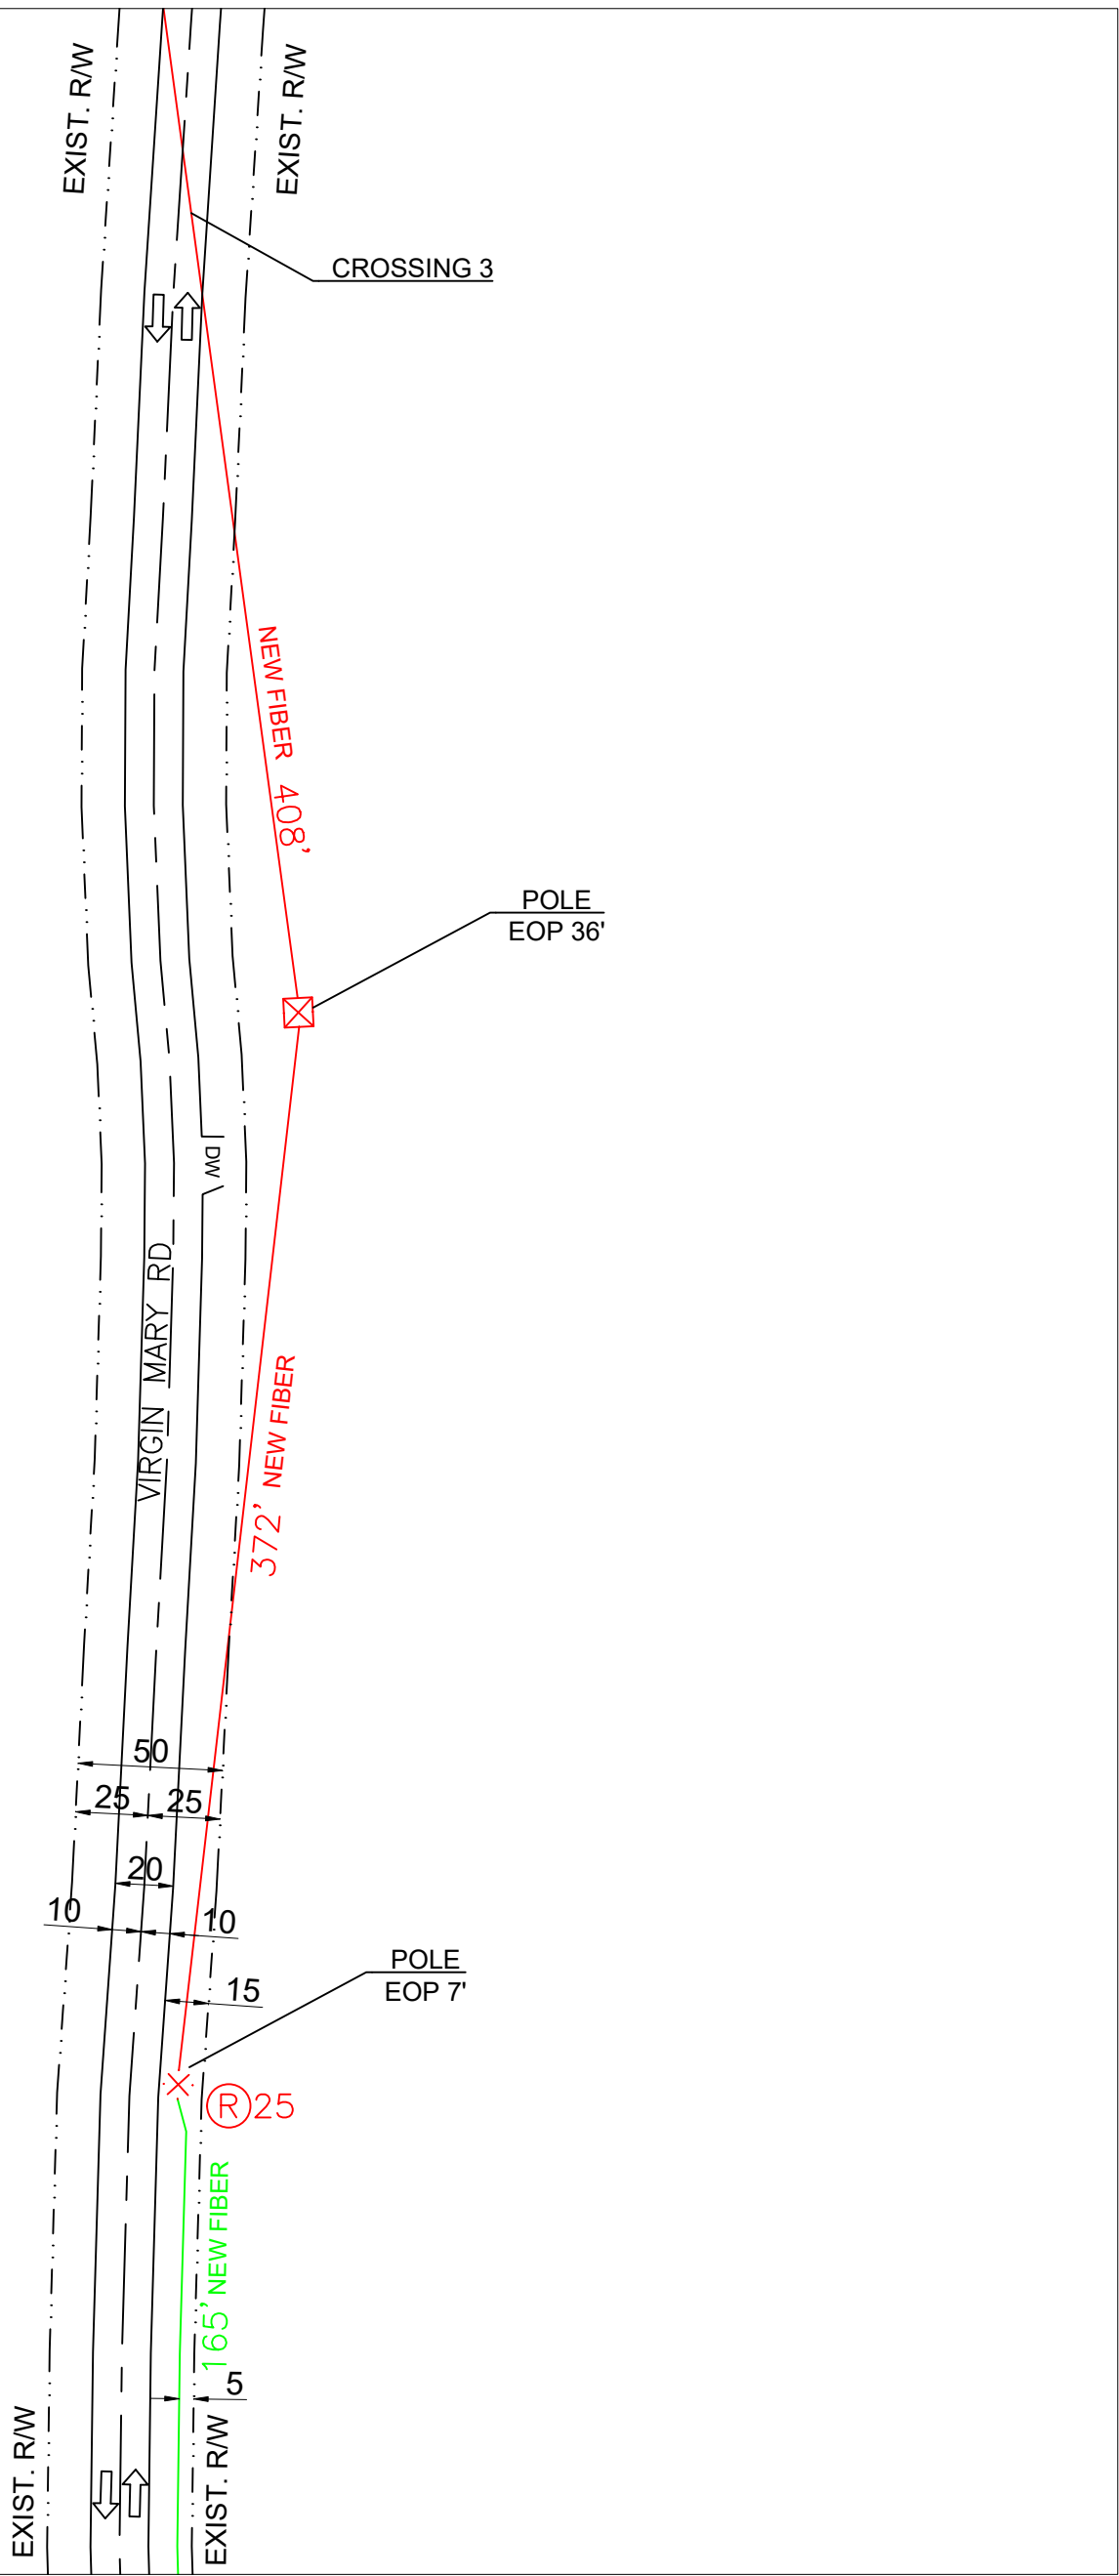 EXIST. R/W
EXIST. R/W
CROSSING 3
NEW FIBER 408'
POLE
EOP 36'
DW
VIRGIN MARY RD
372' NEW FIBER
50
25
25
20
10
10
15
POLE
EOP 7'
R 25
165' NEW FIBER
5
EXIST. R/W
EXIST. R/W